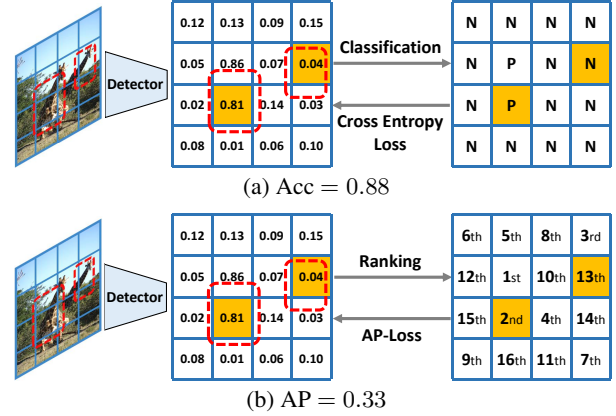 0.12 0.13 0.09 0.15 N N N N
Detector 0.05 0.86 0.07 0.04 Classification N P N N
0.02 0.81 0.14 0.03 Cross Entropy Loss N P N N
0.08 0.01 0.06 0.10 N N N N
(a) Acc = 0.88
0.12 0.13 0.09 0.15 6th 5th 8th 3rd
Detector 0.05 0.86 0.07 0.04 Ranking 12th 1st 10th 13th
0.02 0.81 0.14 0.03 AP-Loss 15th 2nd 4th 14th
0.08 0.01 0.06 0.10 9th 16th 11th 7th
(b) AP = 0.33